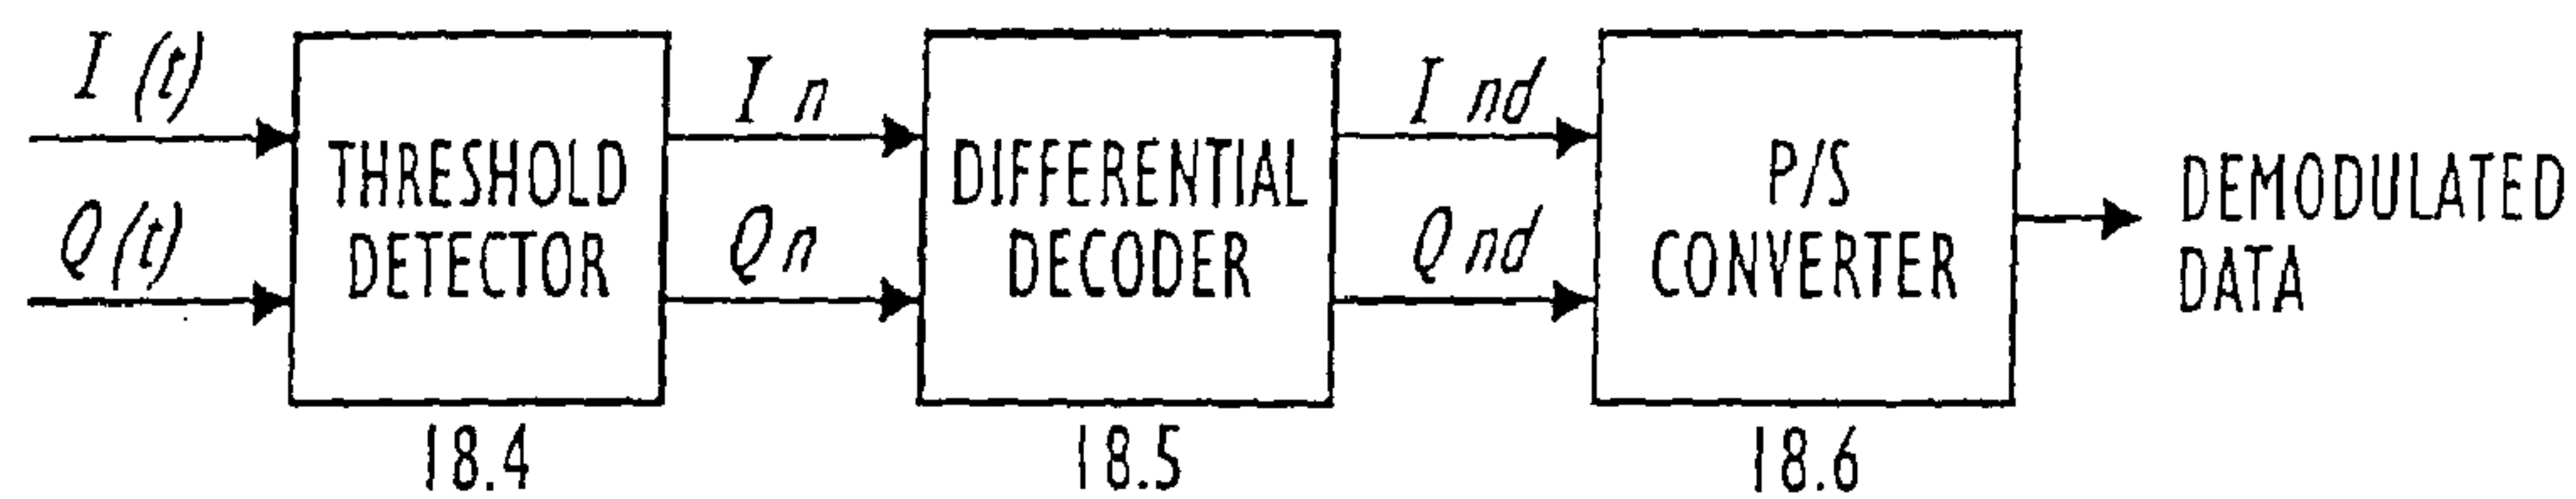 I (t)
Q (t)
THRESHOLD
DETECTOR
18.4
I n
Q n
DIFFERENTIAL
DECODER
18.5
I nd
Q nd
P/S
CONVERTER
18.6
DEMODULATED
DATA